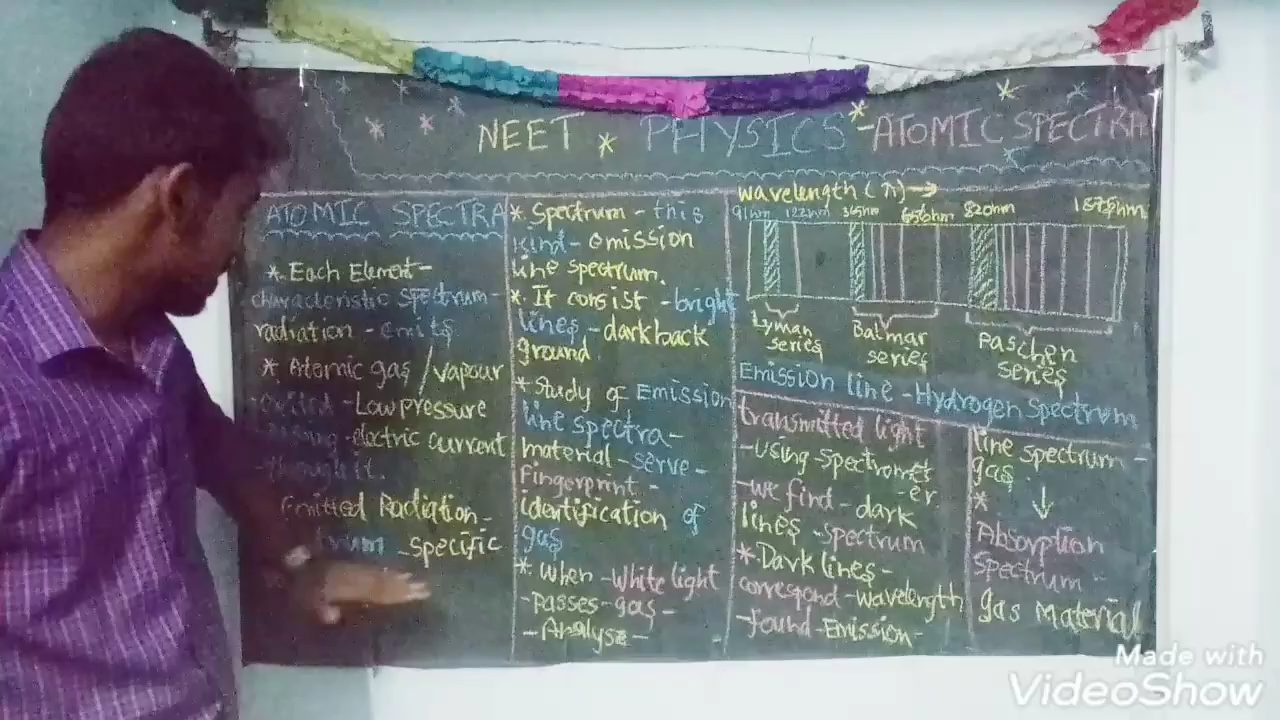 NEET * PHYSICS * -ATOMIC SPECTRA
ATOMIC SPECTRA
*. Each Element-
characteristic spectrum-
radiation - emits
* Atomic gas / vapour
- Low pressure
- electric current
- through it.
Emitted Radiation-
- specific
*. Spectrum - this
kind - emission
line spectrum.
*. It consist - bright
lines - dark back
ground
* Study of Emission
line spectra-
material - serve -
Fingerprint -
identification of
gas
*. When - White light
- passes - gas -
- Analyse -
wavelength (λ) →
91nm 122nm 365nm 656nm 820nm 1875nm
Lyman
series
Balmar
series
Paschen
series
Emission line - Hydrogen Spectrum
transmitted light
- using - spectromet
- er
- we find - dark
lines - spectrum
*. Dark lines -
correspond - wavelength
- found - Emission -
line spectrum -
gas.
*
↓
Absorption
Spectrum -
gas Material
Made with
VideoShow